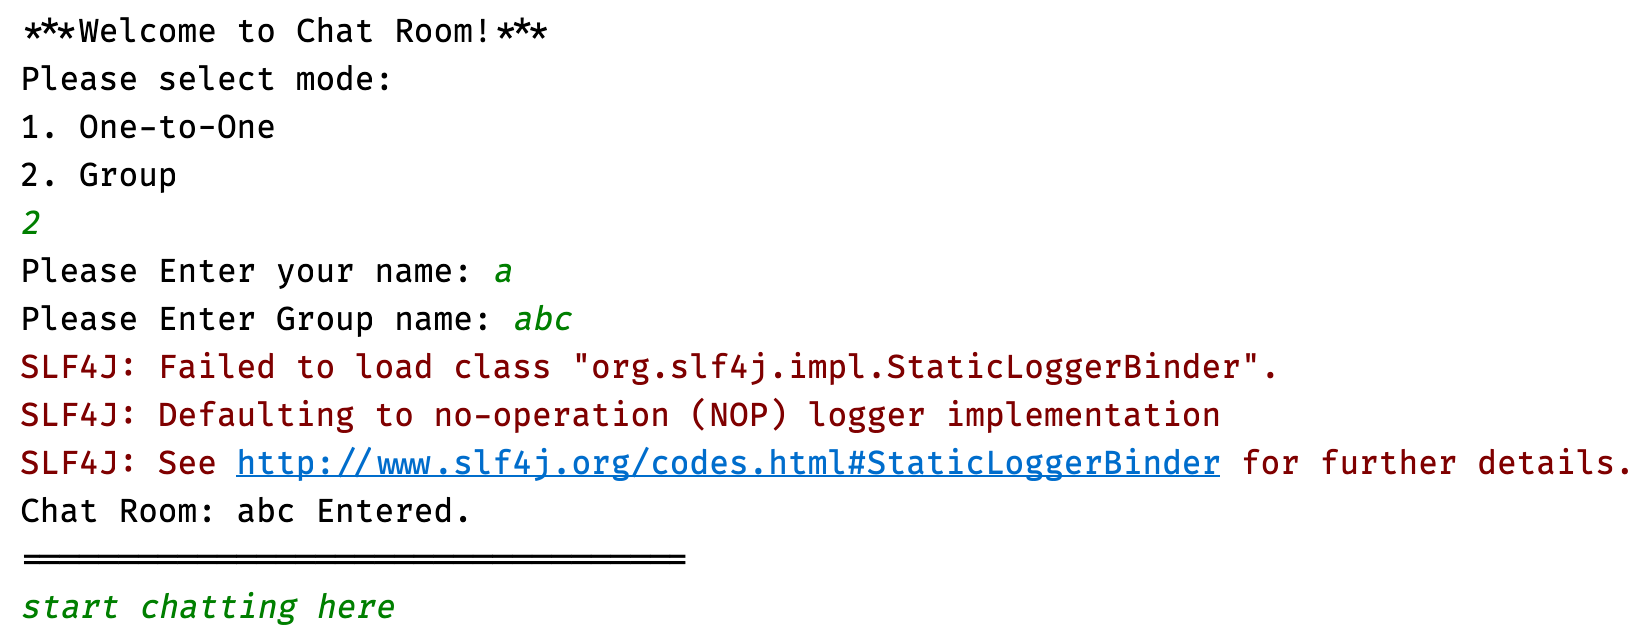 ***Welcome to Chat Room!***
Please select mode:
1. One-to-One
2. Group
2
Please Enter your name: a
Please Enter Group name: abc
SLF4J: Failed to load class "org.slf4j.impl.StaticLoggerBinder".
SLF4J: Defaulting to no-operation (NOP) logger implementation
SLF4J: See http://www.slf4j.org/codes.html#StaticLoggerBinder for further details.
Chat Room: abc Entered.
==================================
start chatting here